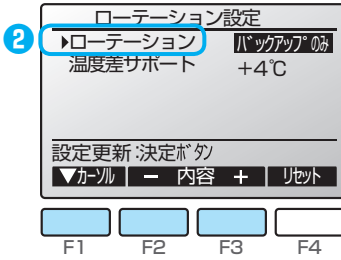 ローテーション設定
❷ ▶ローテーション バックアップのみ
温度差サポート +4℃
設定更新:決定ボタン
▼カーソル － 内容 ＋ リセット
F1 F2 F3 F4